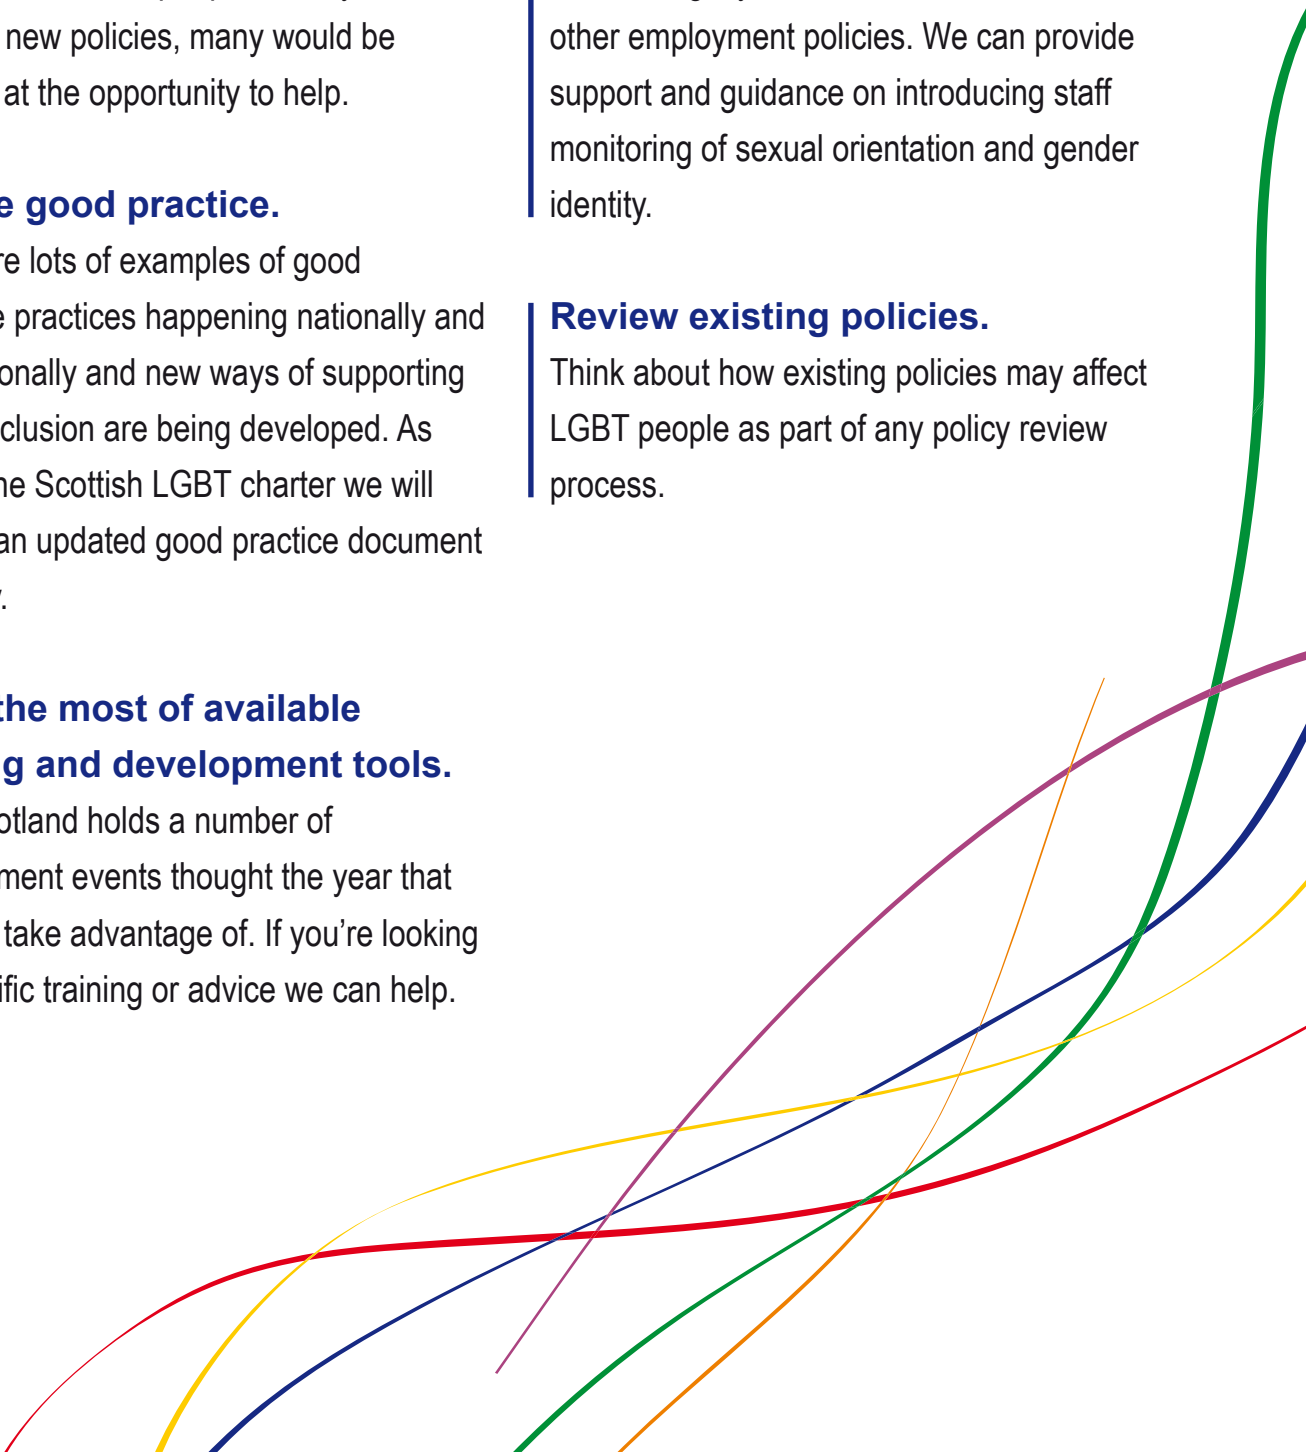 new policies, many would be
at the opportunity to help.
e good practice.
re lots of examples of good
e practices happening nationally and
onally and new ways of supporting
clusion are being developed. As
he Scottish LGBT charter we will
an updated good practice document
y.
the most of available
g and development tools.
otland holds a number of
ment events thought the year that
take advantage of. If you’re looking
ific training or advice we can help.
other employment policies. We can provide
support and guidance on introducing staff
monitoring of sexual orientation and gender
identity.
Review existing policies.
Think about how existing policies may affect
LGBT people as part of any policy review
process.